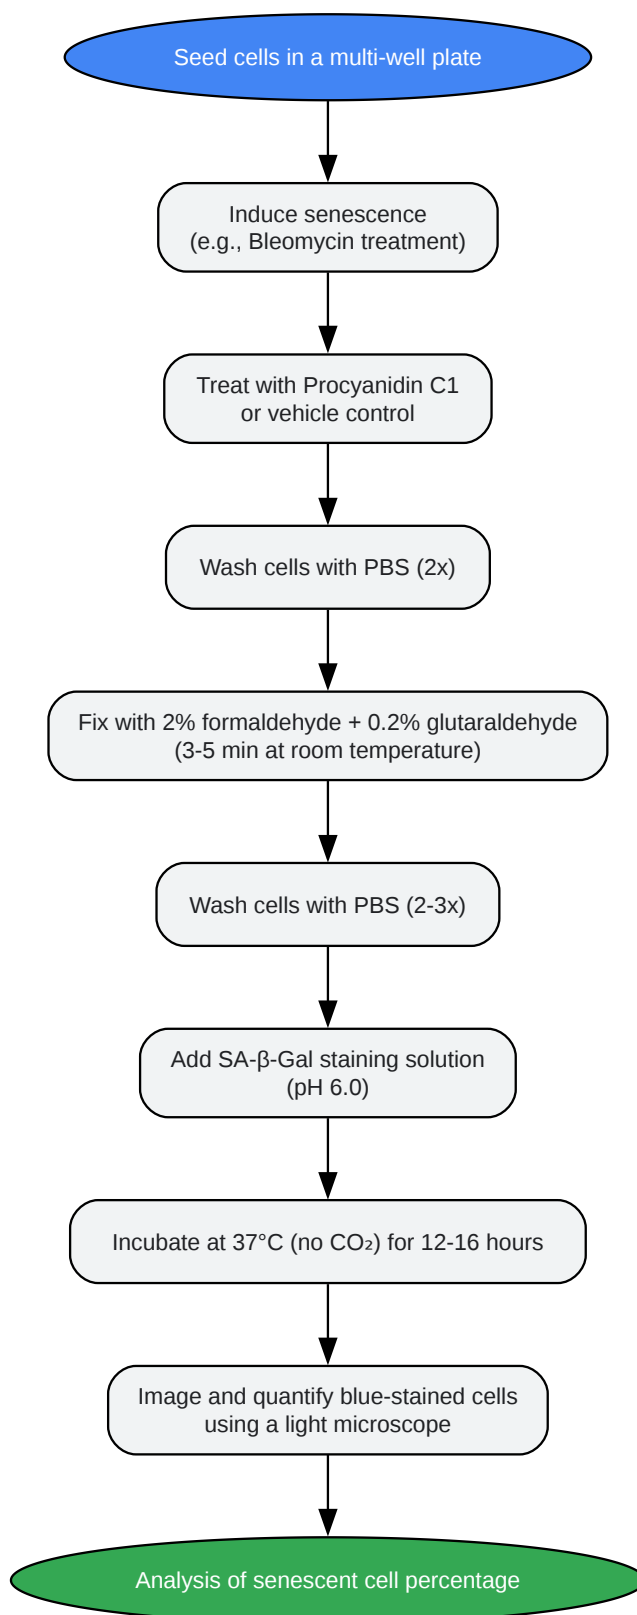 Seed cells in a multi-well plate
Induce senescence
(e.g., Bleomycin treatment)
Treat with Procyanidin C1
or vehicle control
Wash cells with PBS (2x)
Fix with 2% formaldehyde + 0.2% glutaraldehyde
(3-5 min at room temperature)
Wash cells with PBS (2-3x)
Add SA-β-Gal staining solution
(pH 6.0)
Incubate at 37°C (no CO₂) for 12-16 hours
Image and quantify blue-stained cells
using a light microscope
Analysis of senescent cell percentage